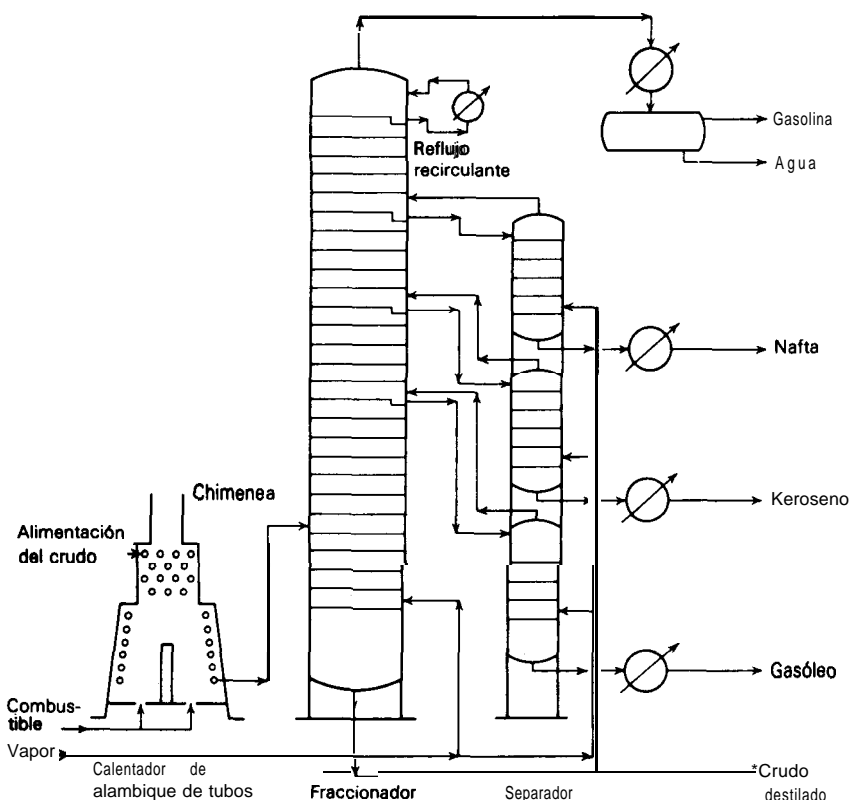 Gasolina
Agua
Reflujo
recirculante
Nafta
Chimenea
Keroseno
Alimentación
del crudo
Gasóleo
Combus-
tible
Vapor
Calentador de
alambique de tubos
Fraccionador
Separador
*Crudo
destilado